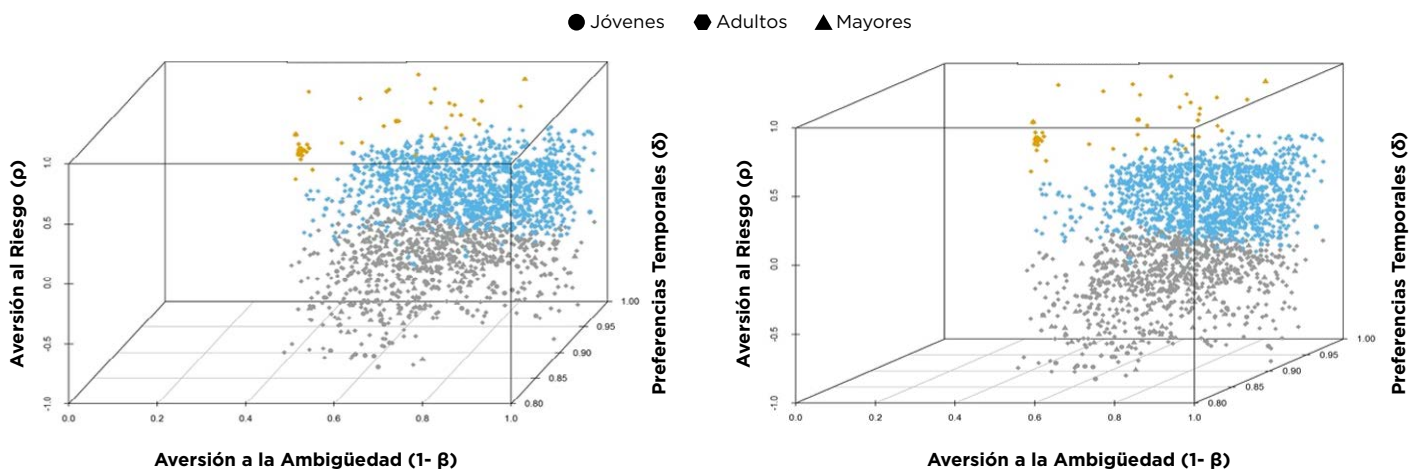 Jóvenes Adultos Mayores
Aversión al Riesgo (ρ)
1.0
0.5
0.0
-0.5
-1.0
0.0 0.2 0.4 0.6 0.8 1.0
0.80
0.85
0.90
0.95
1.00
Preferencias Temporales (δ)
Aversión a la Ambigüedad (1- β)
Aversión al Riesgo (ρ)
1.0
0.5
0.0
-0.5
-1.0
0.0 0.2 0.4 0.6 0.8 1.0
0.80
0.85
0.90
0.95
1.00
Preferencias Temporales (δ)
Aversión a la Ambigüedad (1- β)